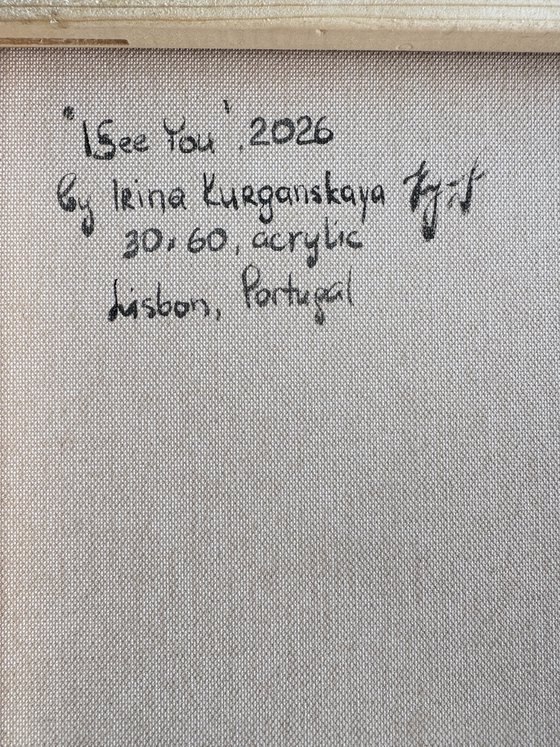 "I See You", 2026
by Irina Kurganskaya
30x60, acrylic
Lisbon, Portugal